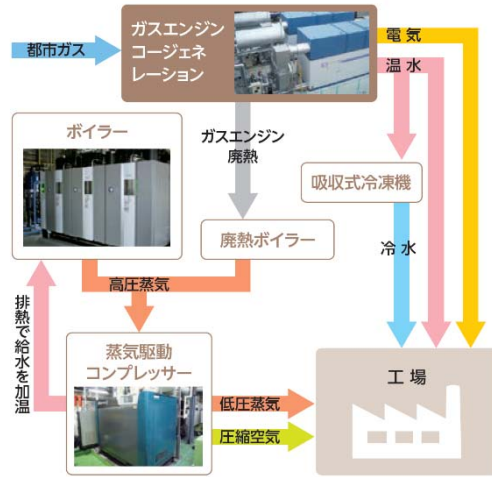 都市ガス
ガスエンジン
コージェネ
レーション
電気
温水
ボイラー
ガスエンジン
廃熱
吸収式冷凍機
廃熱ボイラー
冷水
高圧蒸気
排熱で給水を加温
蒸気駆動
コンプレッサー
工場
低圧蒸気
圧縮空気